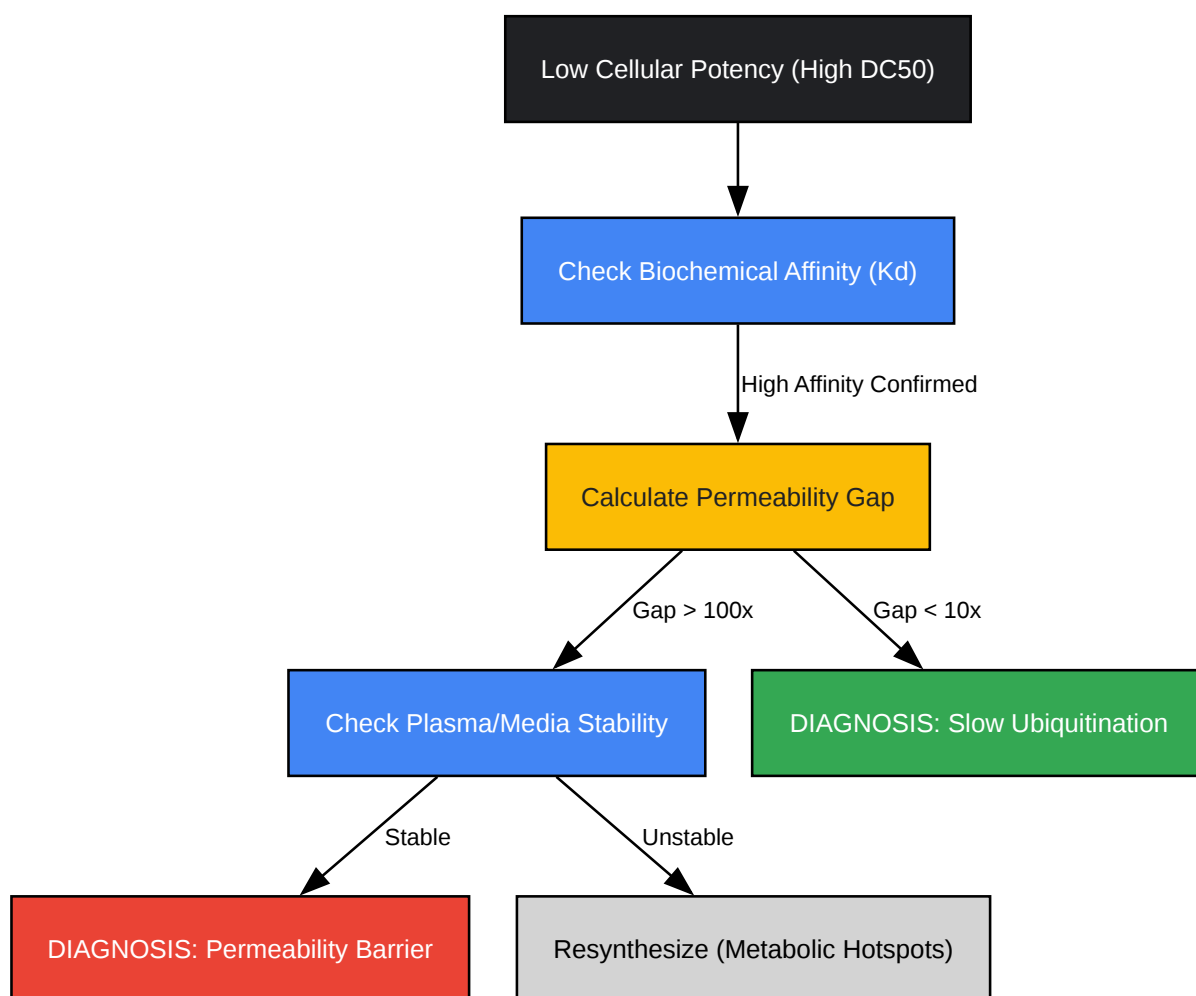 Low Cellular Potency (High DC50)
Check Biochemical Affinity (Kd)
High Affinity Confirmed
Calculate Permeability Gap
Gap > 100x
Gap < 10x
Check Plasma/Media Stability
DIAGNOSIS: Slow Ubiquitination
Stable
Unstable
DIAGNOSIS: Permeability Barrier
Resynthesize (Metabolic Hotspots)